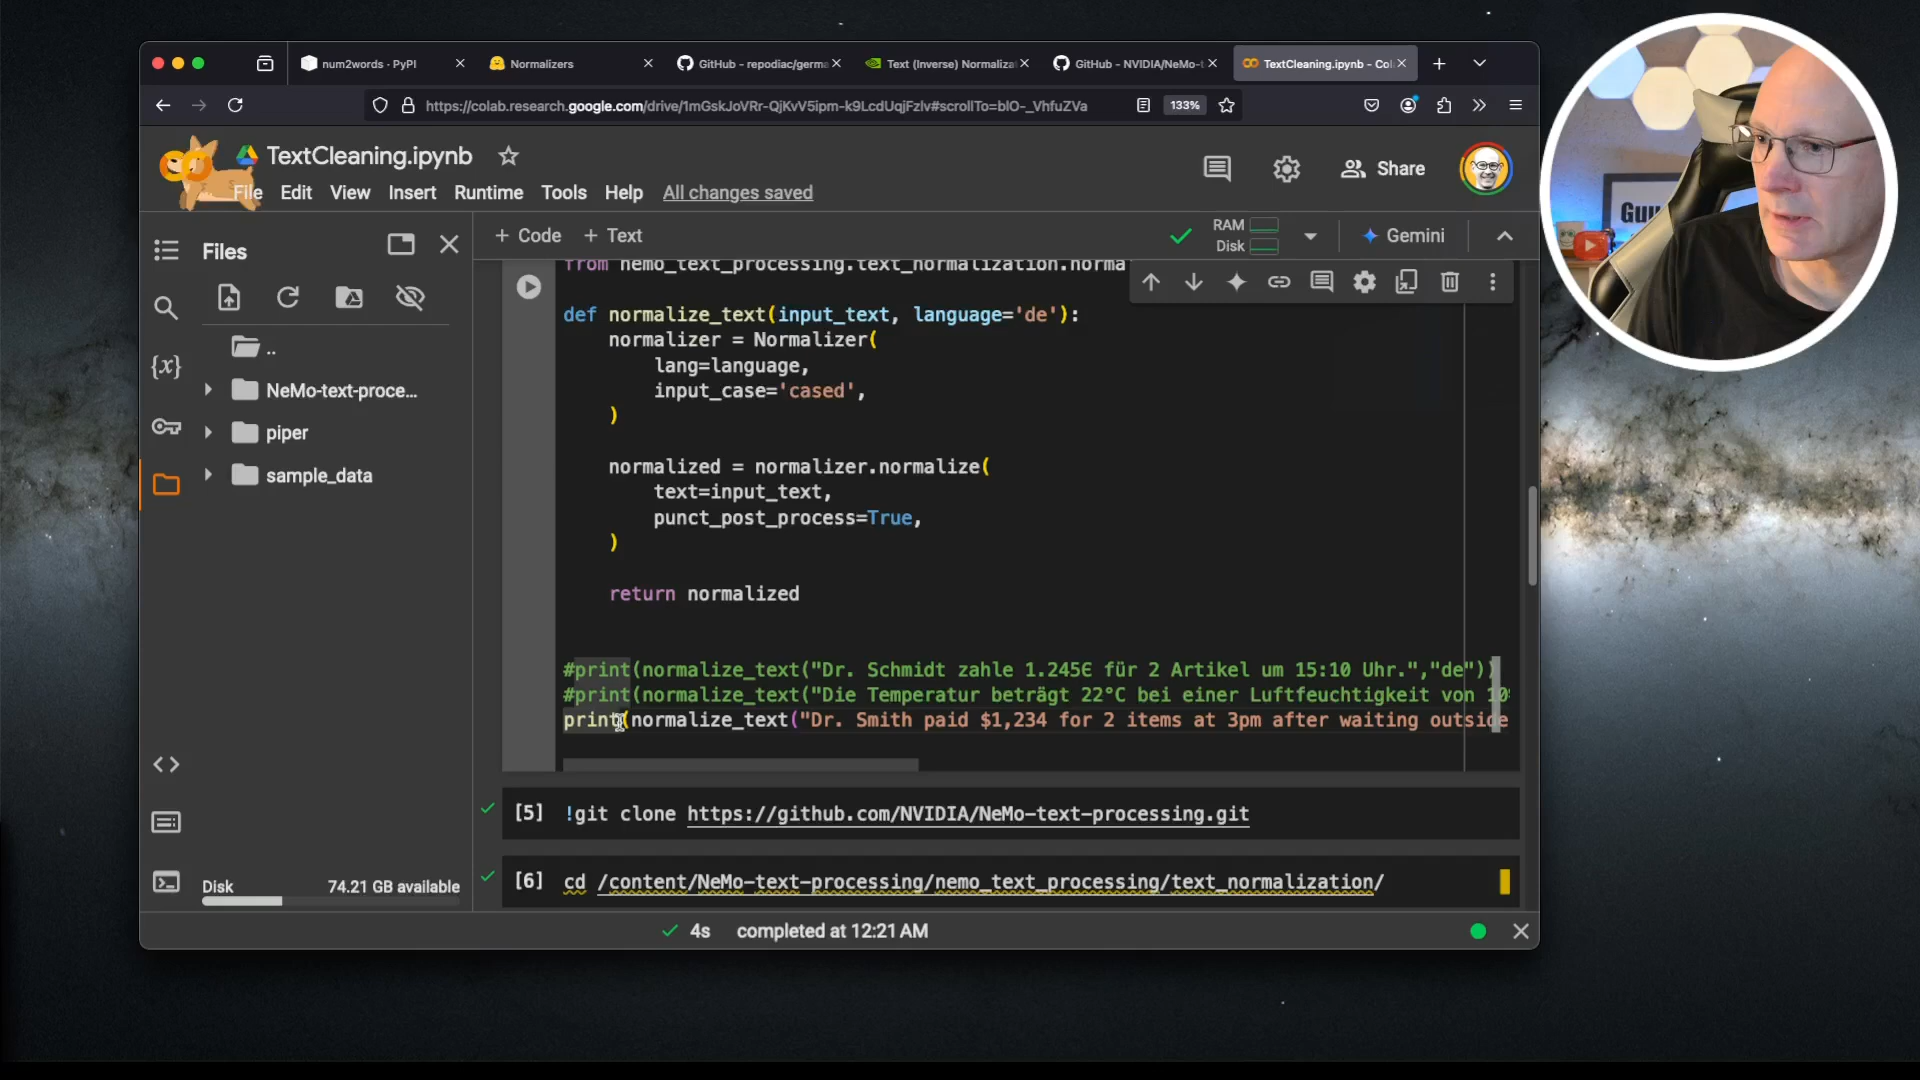 num2words · PyPI
Normalizers
GitHub - repodiac/germa
Text (Inverse) Normaliza
GitHub - NVIDIA/NeMo-t
TextCleaning.ipynb - Col
https://colab.research.google.com/drive/1mGskJoVRr-QjKvV5ipm-k9LcdUqjFzlv#scrollTo=blO-_VhfuZVa
133%
TextCleaning.ipynb
File Edit View Insert Runtime Tools Help All changes saved
Share
Files
+ Code + Text
RAM
Disk
Gemini
..
NeMo-text-proce...
piper
sample_data
from nemo_text_processing.text_normalization.norma
def normalize_text(input_text, language='de'):
normalizer = Normalizer(
lang=language,
input_case='cased',
)
normalized = normalizer.normalize(
text=input_text,
punct_post_process=True,
)
return normalized
#print(normalize_text("Dr. Schmidt zahle 1.245€ für 2 Artikel um 15:10 Uhr.","de"))
#print(normalize_text("Die Temperatur beträgt 22°C bei einer Luftfeuchtigkeit von 10
print(normalize_text("Dr. Smith paid $1,234 for 2 items at 3pm after waiting outside
[5] !git clone https://github.com/NVIDIA/NeMo-text-processing.git
[6] cd /content/NeMo-text-processing/nemo_text_processing/text_normalization/
Disk 74.21 GB available
4s completed at 12:21 AM